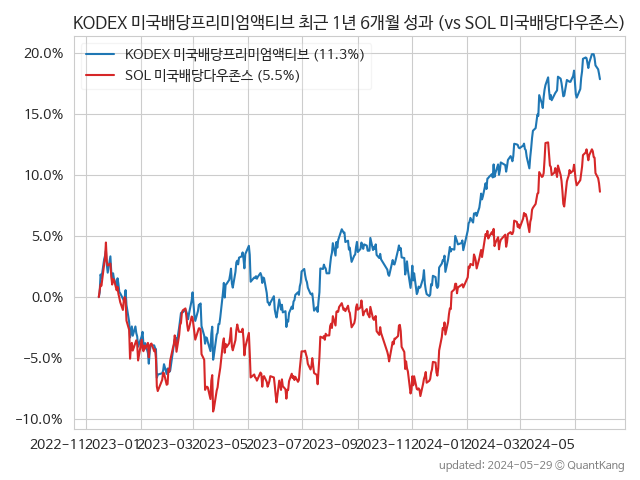 KODEX 미국배당프리미엄액티브 최근 1년 6개월 성과 (vs SOL 미국배당다우존스)
KODEX 미국배당프리미엄액티브 (11.3%)
SOL 미국배당다우존스 (5.5%)
20.0%
15.0%
10.0%
5.0%
0.0%
−5.0%
−10.0%
2022-11 2023-01 2023-03 2023-05 2023-07 2023-09 2023-11 2024-01 2024-03 2024-05
updated: 2024-05-29 © QuantKang